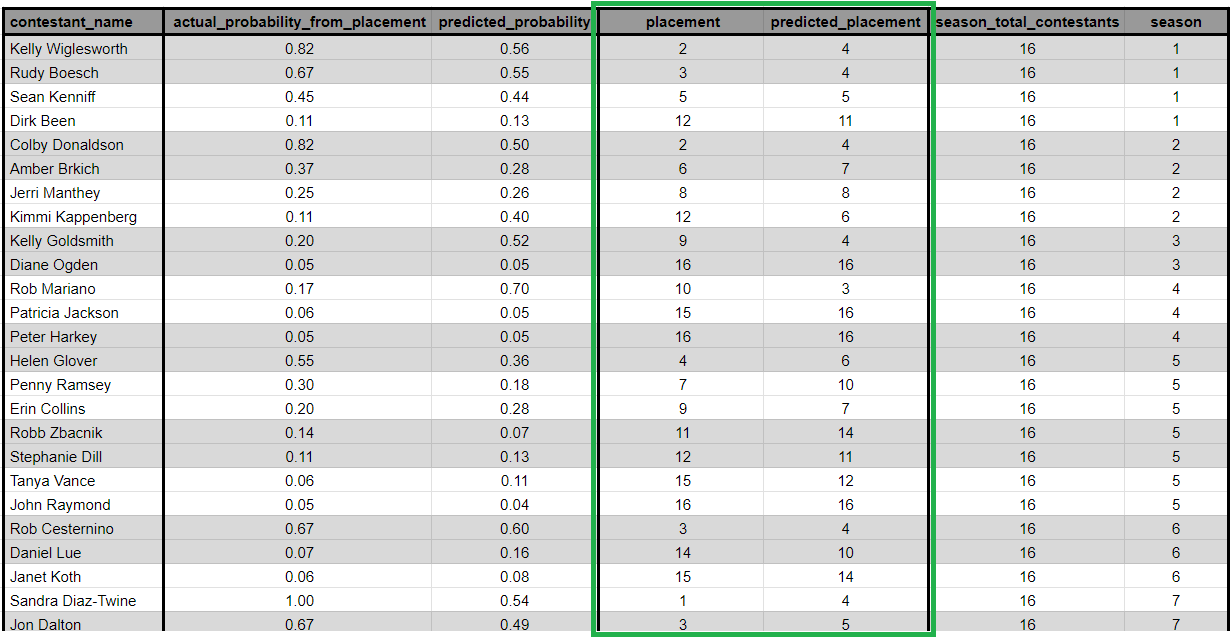 contestant_name actual_probability_from_placement predicted_probability placement predicted_placement season_total_contestants season
Kelly Wiglesworth 0.82 0.56 2 4 16 1
Rudy Boesch 0.67 0.55 3 4 16 1
Sean Kenniff 0.45 0.44 5 5 16 1
Dirk Been 0.11 0.13 12 11 16 1
Colby Donaldson 0.82 0.50 2 4 16 2
Amber Brkich 0.37 0.28 6 7 16 2
Jerri Manthey 0.25 0.26 8 8 16 2
Kimmi Kappenberg 0.11 0.40 12 6 16 2
Kelly Goldsmith 0.20 0.52 9 4 16 3
Diane Ogden 0.05 0.05 16 16 16 3
Rob Mariano 0.17 0.70 10 3 16 4
Patricia Jackson 0.06 0.05 15 16 16 4
Peter Harkey 0.05 0.05 16 16 16 4
Helen Glover 0.55 0.36 4 6 16 5
Penny Ramsey 0.30 0.18 7 10 16 5
Erin Collins 0.20 0.28 9 7 16 5
Robb Zbacnik 0.14 0.07 11 14 16 5
Stephanie Dill 0.11 0.13 12 11 16 5
Tanya Vance 0.06 0.11 15 12 16 5
John Raymond 0.05 0.04 16 16 16 5
Rob Cesternino 0.67 0.60 3 4 16 6
Daniel Lue 0.07 0.16 14 10 16 6
Janet Koth 0.06 0.08 15 14 16 6
Sandra Diaz-Twine 1.00 0.54 1 4 16 7
Jon Dalton 0.67 0.49 3 5 16 7